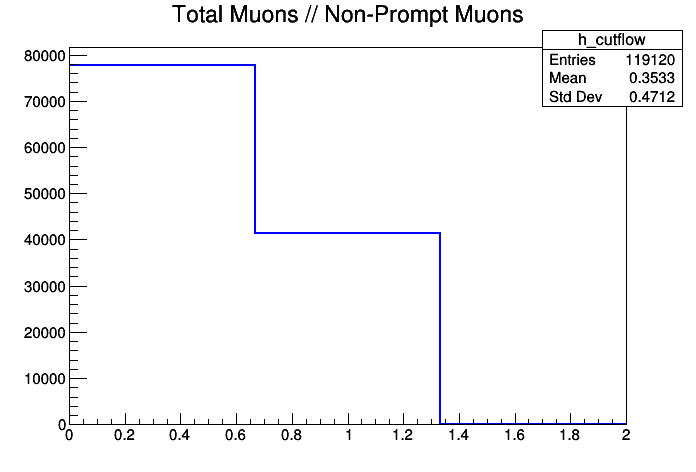 Total Muons // Non-Prompt Muons
h_cutflow
Entries 119120
Mean 0.3533
Std Dev 0.4712
80000
70000
60000
50000
40000
30000
20000
10000
0
0 0.2 0.4 0.6 0.8 1 1.2 1.4 1.6 1.8 2